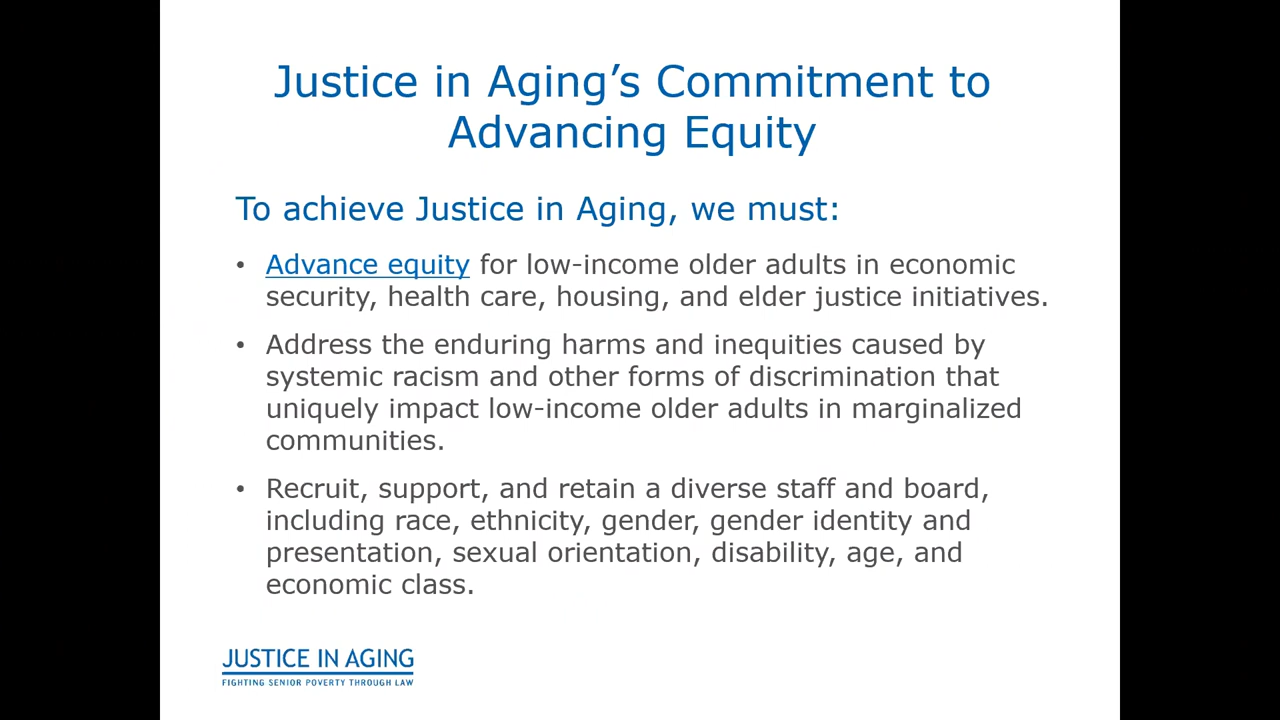 Justice in Aging’s Commitment to
Advancing Equity
To achieve Justice in Aging, we must:
• Advance equity for low-income older adults in economic
security, health care, housing, and elder justice initiatives.
• Address the enduring harms and inequities caused by
systemic racism and other forms of discrimination that
uniquely impact low-income older adults in marginalized
communities.
• Recruit, support, and retain a diverse staff and board,
including race, ethnicity, gender, gender identity and
presentation, sexual orientation, disability, age, and
economic class.
JUSTICE IN AGING
FIGHTING SENIOR POVERTY THROUGH LAW